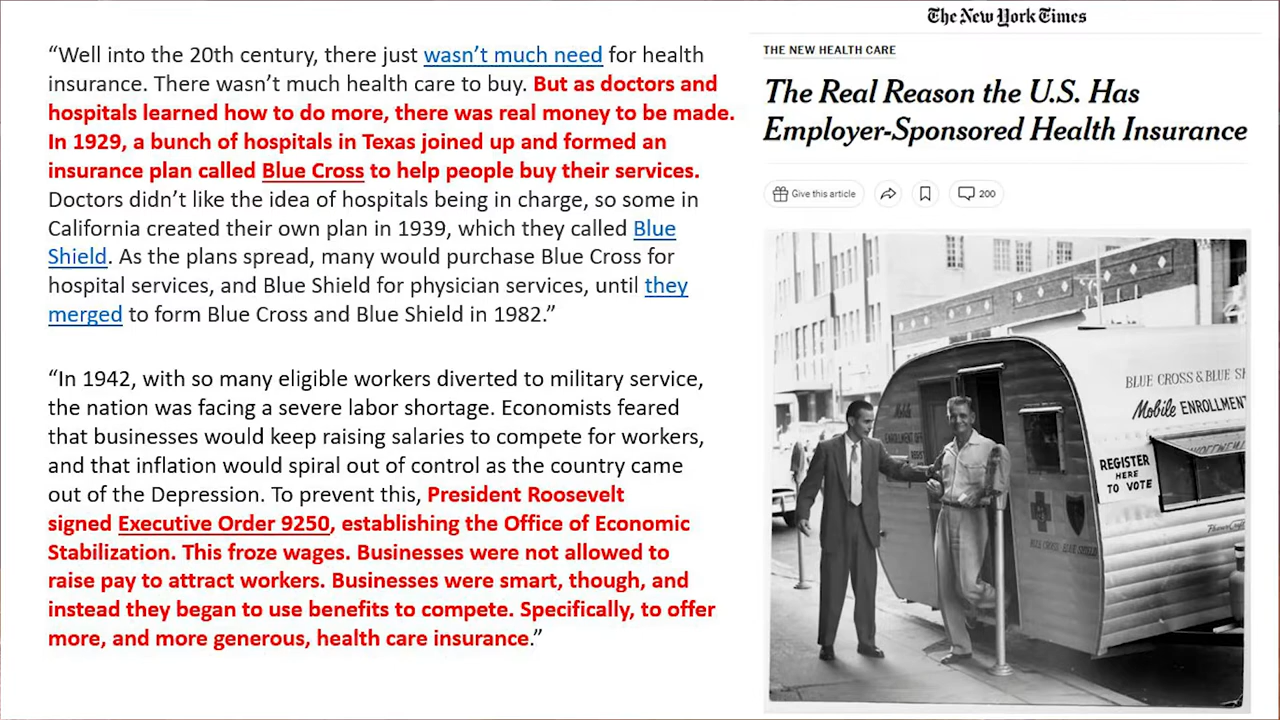 “Well into the 20th century, there just wasn’t much need for health
insurance. There wasn’t much health care to buy. But as doctors and
hospitals learned how to do more, there was real money to be made.
In 1929, a bunch of hospitals in Texas joined up and formed an
insurance plan called Blue Cross to help people buy their services.
Doctors didn’t like the idea of hospitals being in charge, so some in
California created their own plan in 1939, which they called Blue
Shield. As the plans spread, many would purchase Blue Cross for
hospital services, and Blue Shield for physician services, until they
merged to form Blue Cross and Blue Shield in 1982.”
“In 1942, with so many eligible workers diverted to military service,
the nation was facing a severe labor shortage. Economists feared
that businesses would keep raising salaries to compete for workers,
and that inflation would spiral out of control as the country came
out of the Depression. To prevent this, President Roosevelt
signed Executive Order 9250, establishing the Office of Economic
Stabilization. This froze wages. Businesses were not allowed to
raise pay to attract workers. Businesses were smart, though, and
instead they began to use benefits to compete. Specifically, to offer
more, and more generous, health care insurance.”
The New York Times
THE NEW HEALTH CARE
The Real Reason the U.S. Has
Employer-Sponsored Health Insurance
Give this article
200
BLUE CROSS & BLUE SH
Mobile ENROLLMENT
REGISTER
HERE
TO VOTE
Mobile
BLUE CROSS BLUE SHIELD